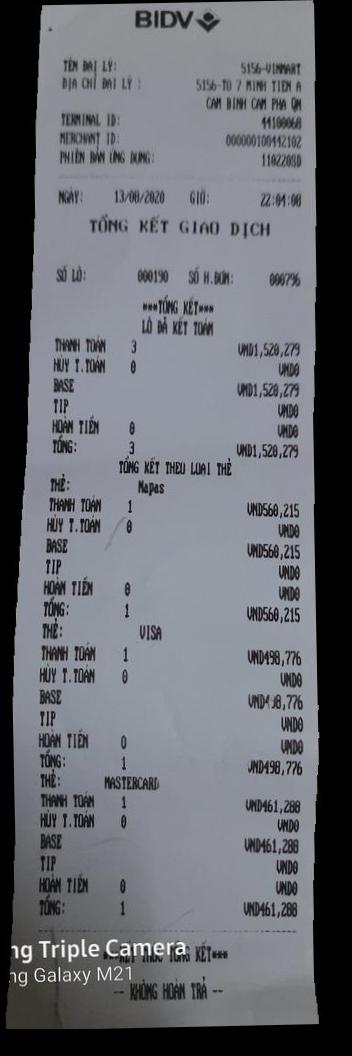 BIDV
TÊN ĐẠI LÝ: 5156-VINMART
ĐỊA CHỈ ĐẠI LÝ : 5156-TỔ 7 MINH TIEN A
CAM BINH CAM PHA QN
TERMINAL ID: 44100068
MERCHANT ID: 000000100442102
PHIÊN BẢN ỨNG DỤNG: 110220SD
NGÀY: 13/08/2020 GIỜ: 22:04:08
TỔNG KẾT GIAO DỊCH
SỐ LÔ: 000190 SỐ H.ĐƠN: 000796
***TỔNG KẾT***
LÔ ĐÃ KẾT TOÁN
THANH TOÁN 3 VND1,520,279
HỦY T.TOÁN 0 VND0
BASE VND1,520,279
TIP VND0
HOÀN TIỀN 0 VND0
TỔNG: 3 VND1,520,279
TỔNG KẾT THEO LOẠI THẺ
THẺ: Napas
THANH TOÁN 1 VND560,215
HỦY T.TOÁN 0 VND0
BASE VND560,215
TIP VND0
HOÀN TIỀN 0 VND0
TỔNG: 1 VND560,215
THẺ: VISA
THANH TOÁN 1 VND498,776
HỦY T.TOÁN 0 VND0
BASE VND498,776
TIP VND0
HOÀN TIỀN 0 VND0
TỔNG: 1 VND498,776
THẺ: MASTERCARD
THANH TOÁN 1 VND461,288
HỦY T.TOÁN 0 VND0
BASE VND461,288
TIP VND0
HOÀN TIỀN 0 VND0
TỔNG: 1 VND461,288
***KẾT THÚC TỔNG KẾT***
ng Triple Camera
ng Galaxy M21
-- KHÔNG HOÀN TRẢ --